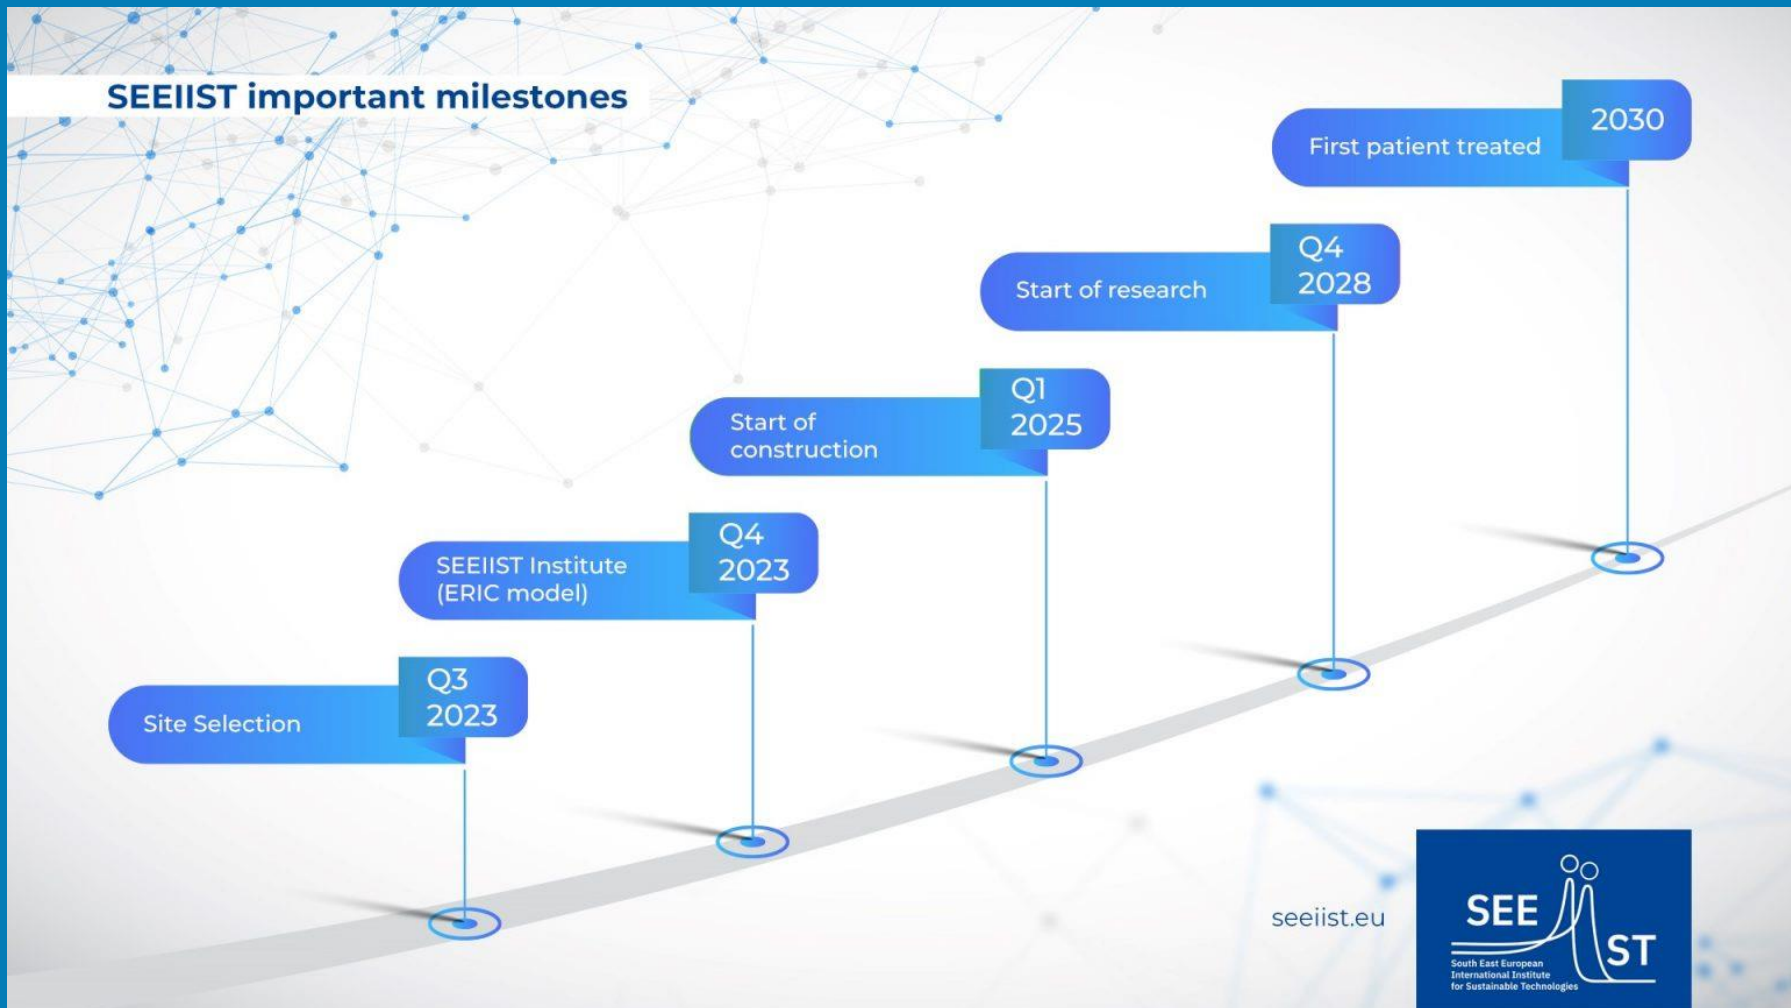 SEEIIST important milestones
2030
First patient treated
Q4
2028
Start of research
Q1
2025
Start of
construction
Q4
2023
SEEIIST Institute
(ERIC model)
Q3
2023
Site Selection
seeiist.eu
SEE
ST
South East European
International Institute
for Sustainable Technologies